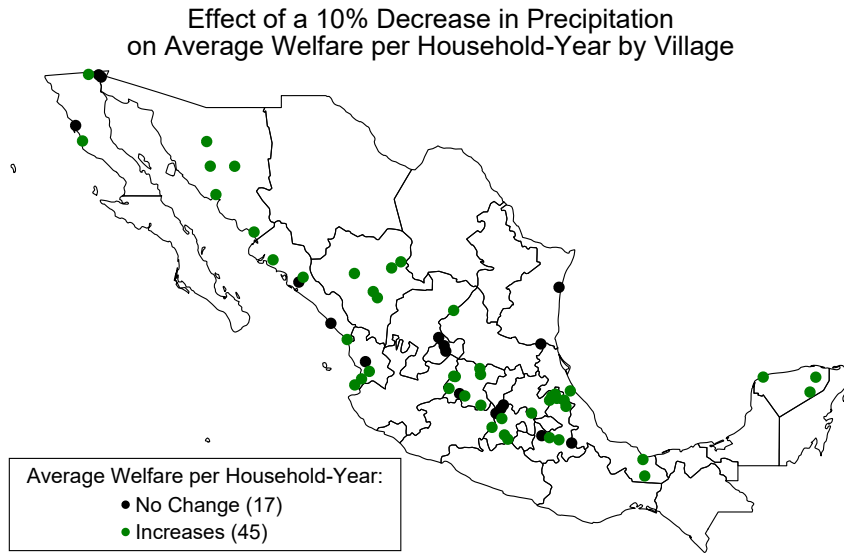 Effect of a 10% Decrease in Precipitation
on Average Welfare per Household-Year by Village
Average Welfare per Household-Year:
No Change (17)
Increases (45)